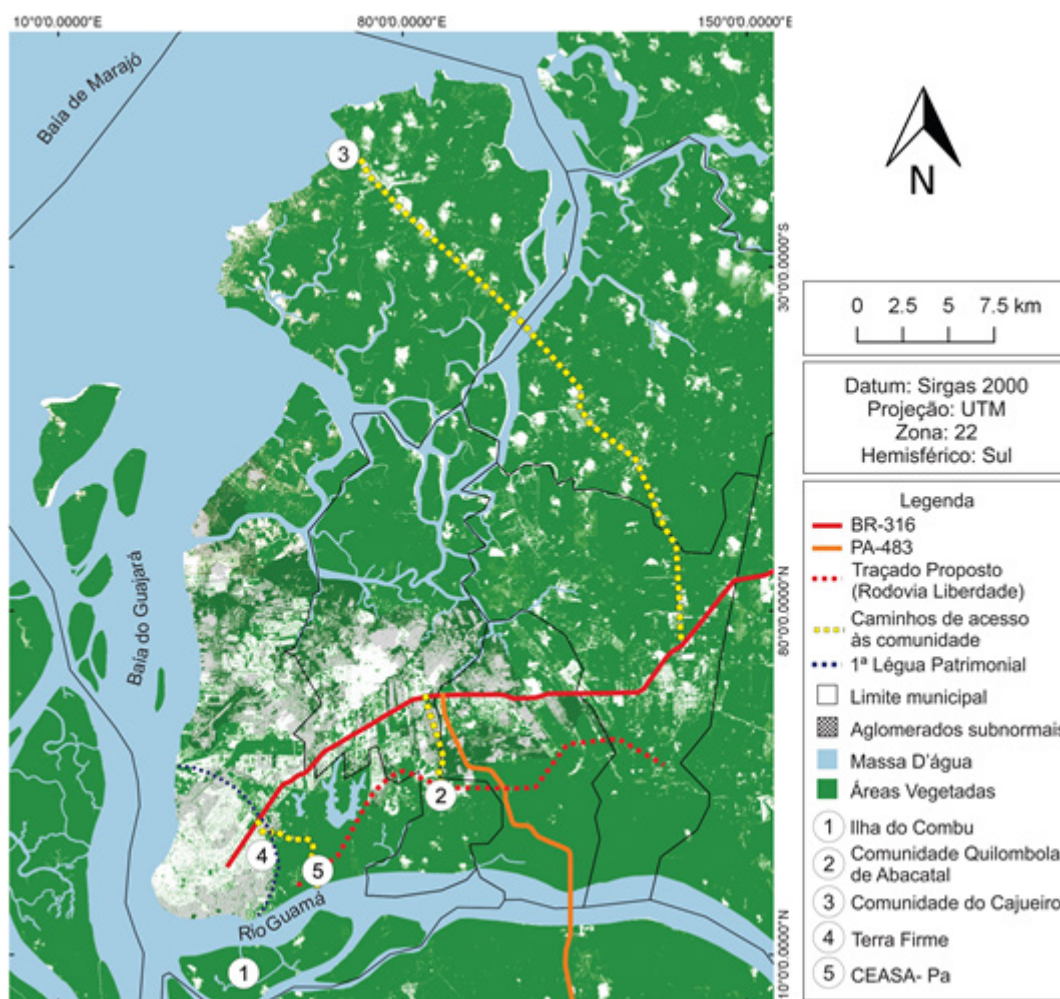 10°0'0.0000"E
80°0'0.0000"E
150°0'0.0000"E
Baia de Marajó
3
N
30°0'0.0000"S
0 2.5 5 7.5 km
Datum: Sirgas 2000
Projeção: UTM
Zona: 22
Hemisférico: Sul
Legenda
BR-316
PA-483
Traçado Proposto
(Rodovia Liberdade)
Caminhos de acesso
às comunidade
1ª Légua Patrimonial
Limite municipal
Aglomerados subnormais
Massa D'água
Áreas Vegetadas
1 Ilha do Combu
2 Comunidade Quilombola
de Abacatal
3 Comunidade do Cajueiro
4 Terra Firme
5 CEASA- Pa
Baía do Guajará
80°0'0.0000"N
2
4
5
Rio Guamá
1
10°0'0.0000"N